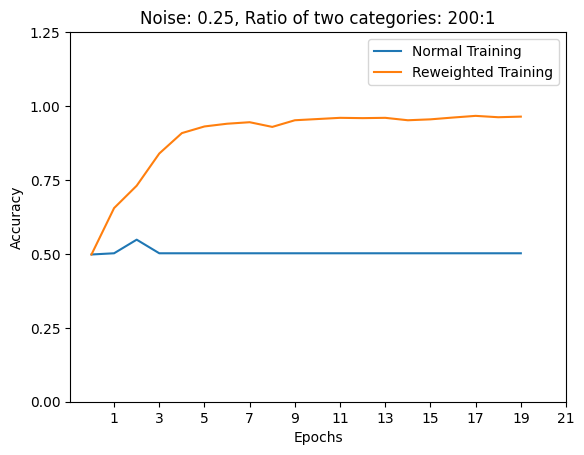 Noise: 0.25, Ratio of two categories: 200:1
1.25
Normal Training
Reweighted Training
1.00
0.75
Accuracy
0.50
0.25
0.00
1 3 5 7 9 11 13 15 17 19 21
Epochs